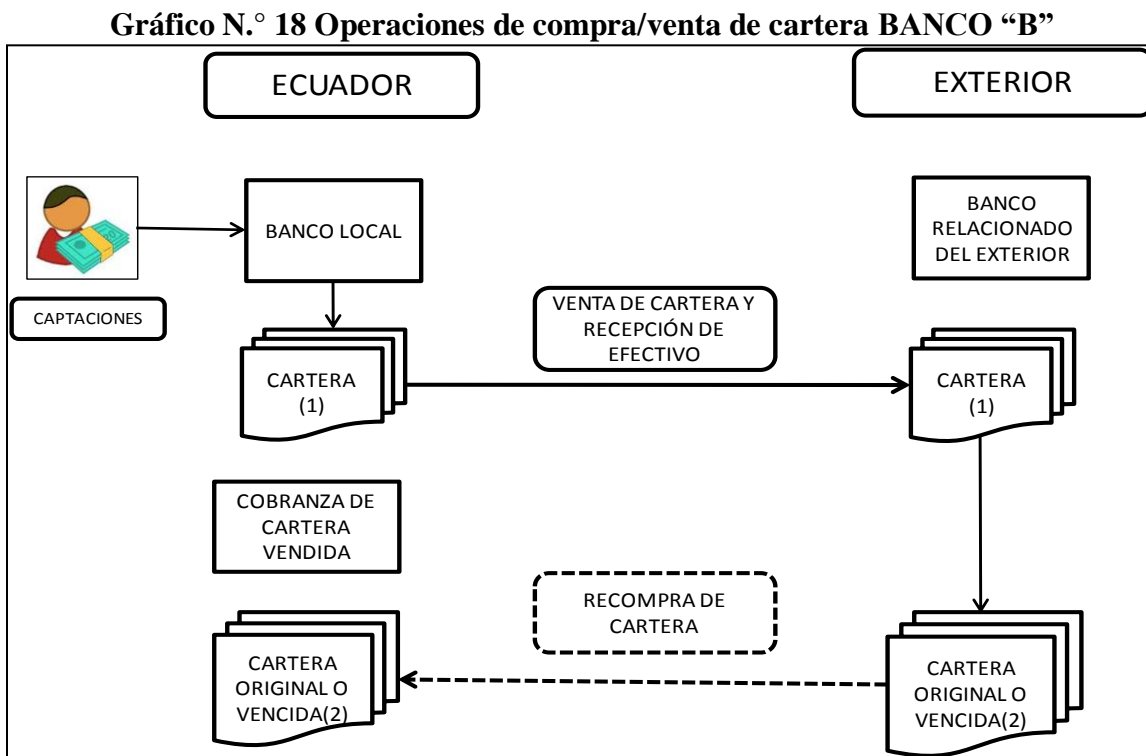 Gráfico N.° 18 Operaciones de compra/venta de cartera BANCO “B”
ECUADOR
EXTERIOR
BANCO LOCAL
BANCO
RELACIONADO
DEL EXTERIOR
CAPTACIONES
VENTA DE CARTERA Y
RECEPCIÓN DE
EFECTIVO
CARTERA
(1)
CARTERA
(1)
COBRANZA DE
CARTERA
VENDIDA
RECOMPRA DE
CARTERA
CARTERA
ORIGINAL O
VENCIDA(2)
CARTERA
ORIGINAL O
VENCIDA(2)